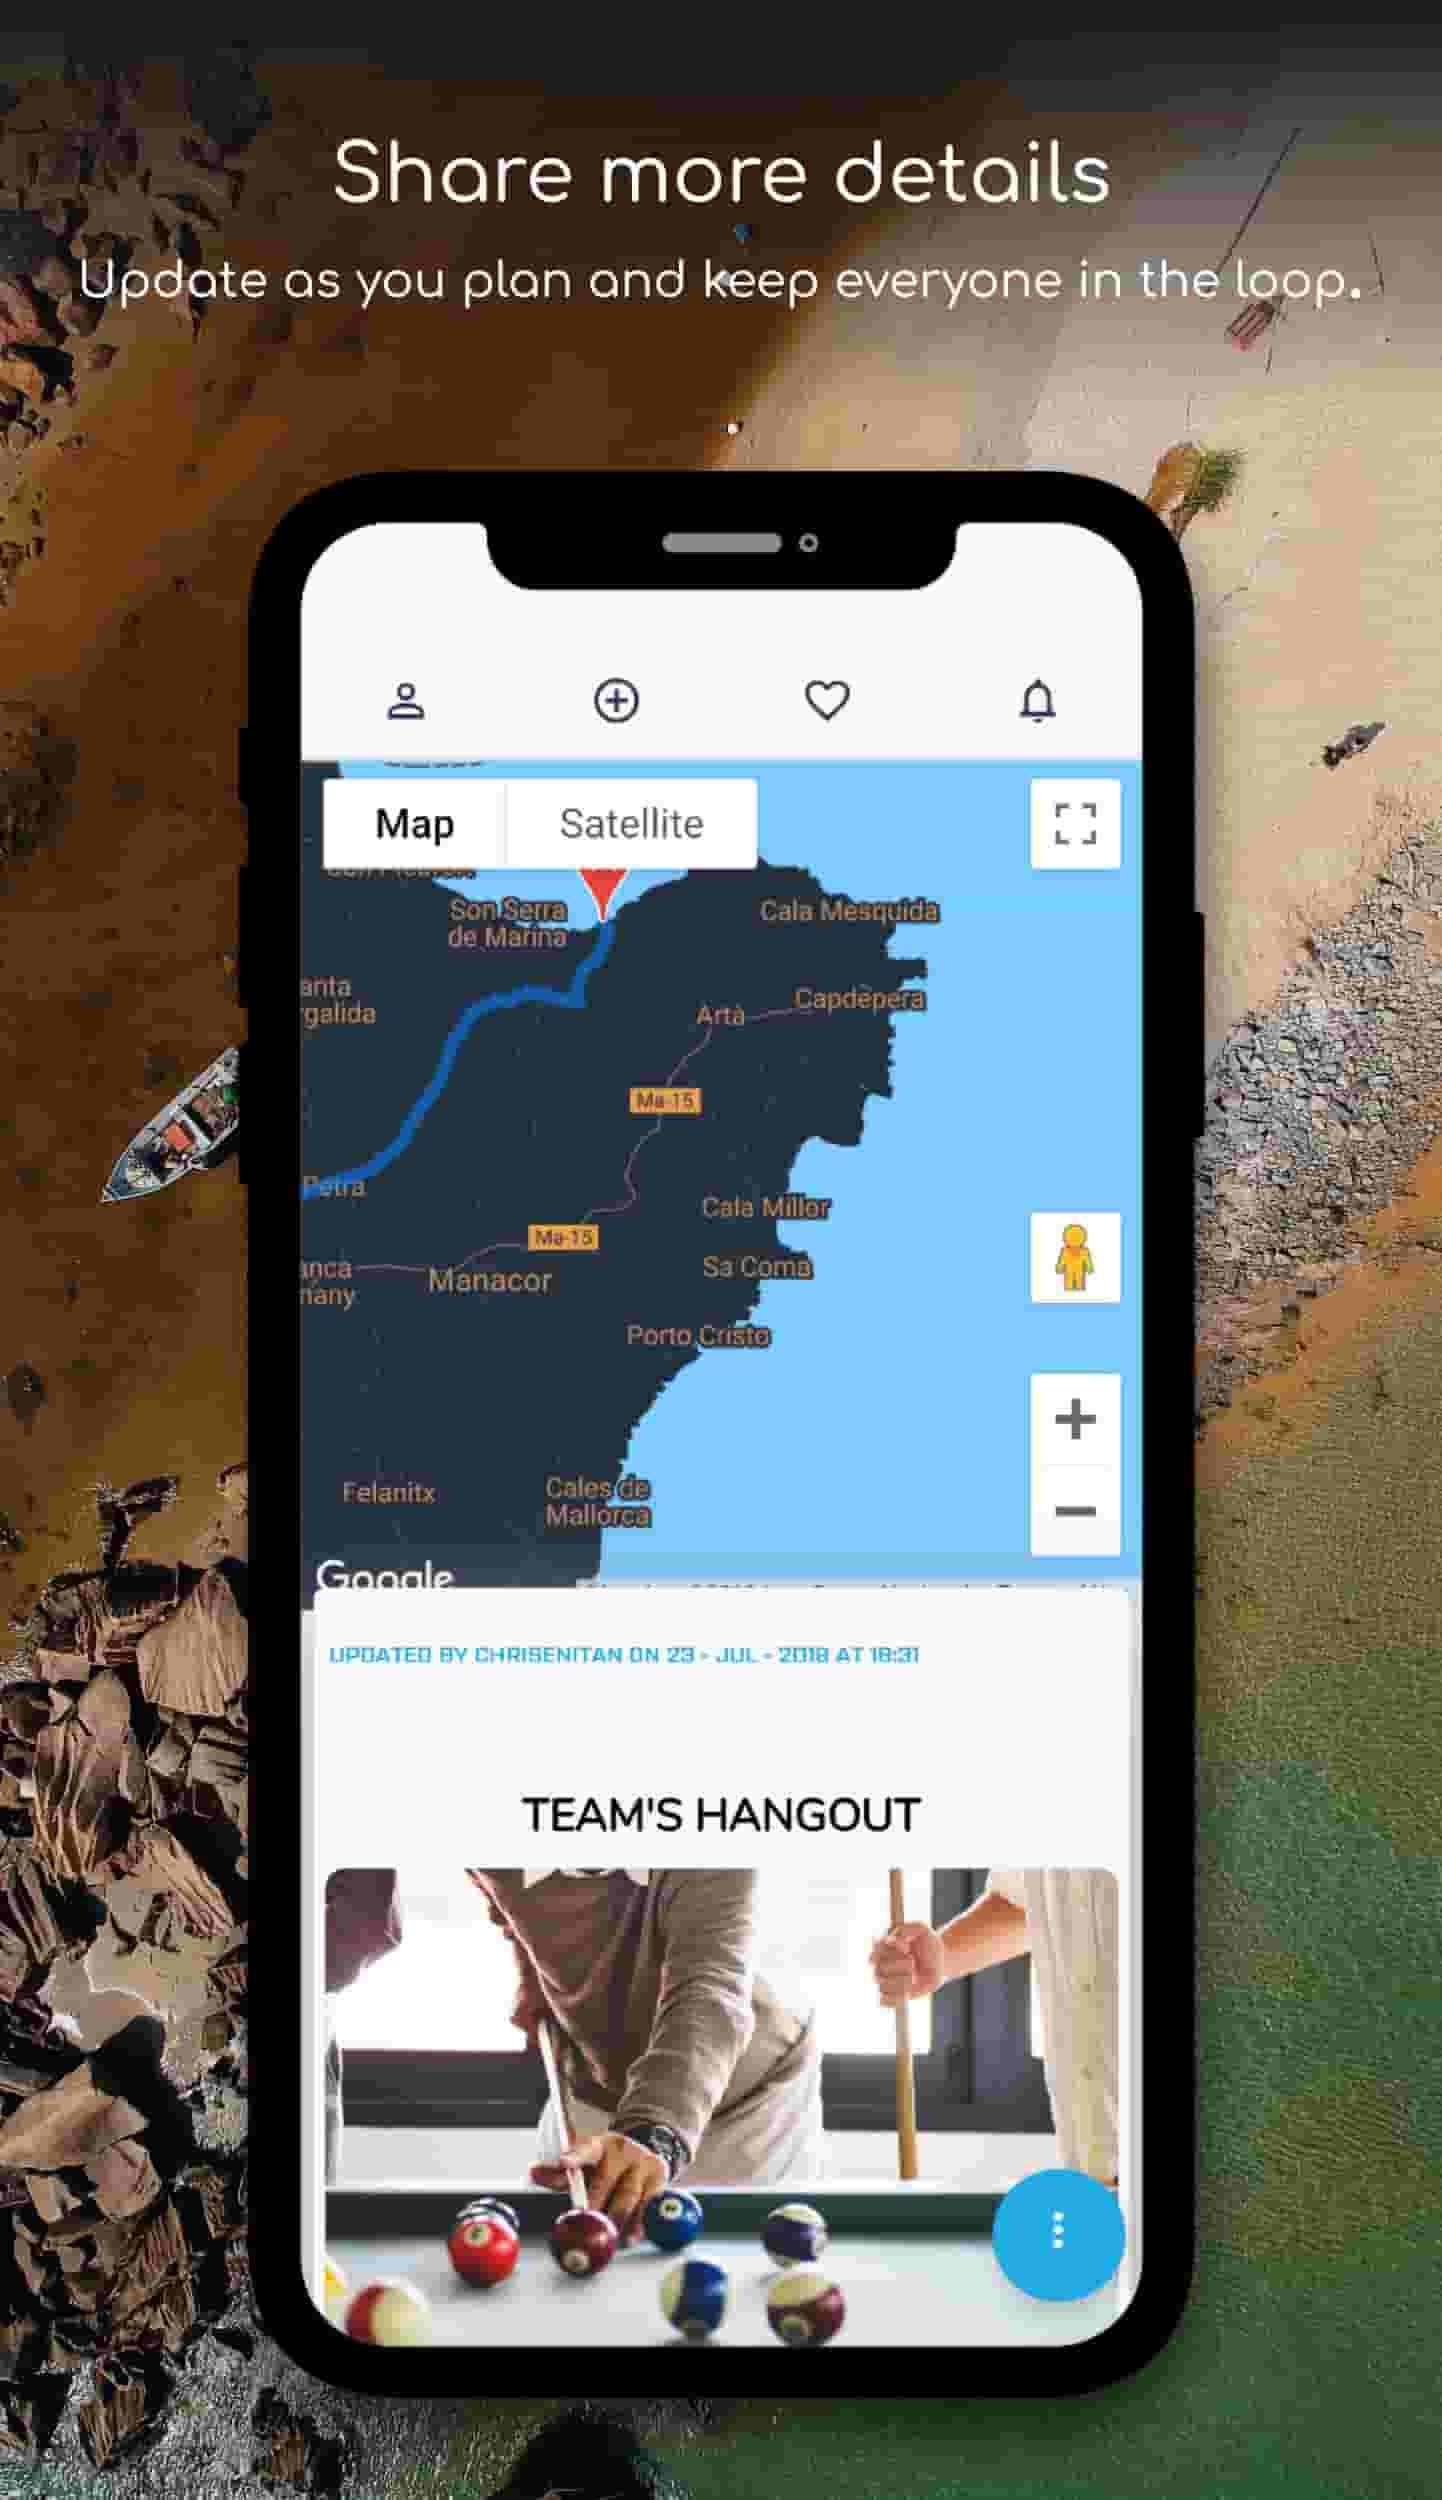 Share more details
Update as you plan and keep everyone in the loop.
Map
Satellite
Son Serra
de Marina
Cala Mesquida
anta
galida
Artà
Capdepera
Ma-15
Petra
Cala Millor
Ma-15
anca
nany
Manacor
Sa Coma
Porto Cristo
Felanitx
Cales de
Mallorca
Google
UPDATED BY CHRISENITAN ON 23 - JUL - 2018 AT 18:31
TEAM'S HANGOUT